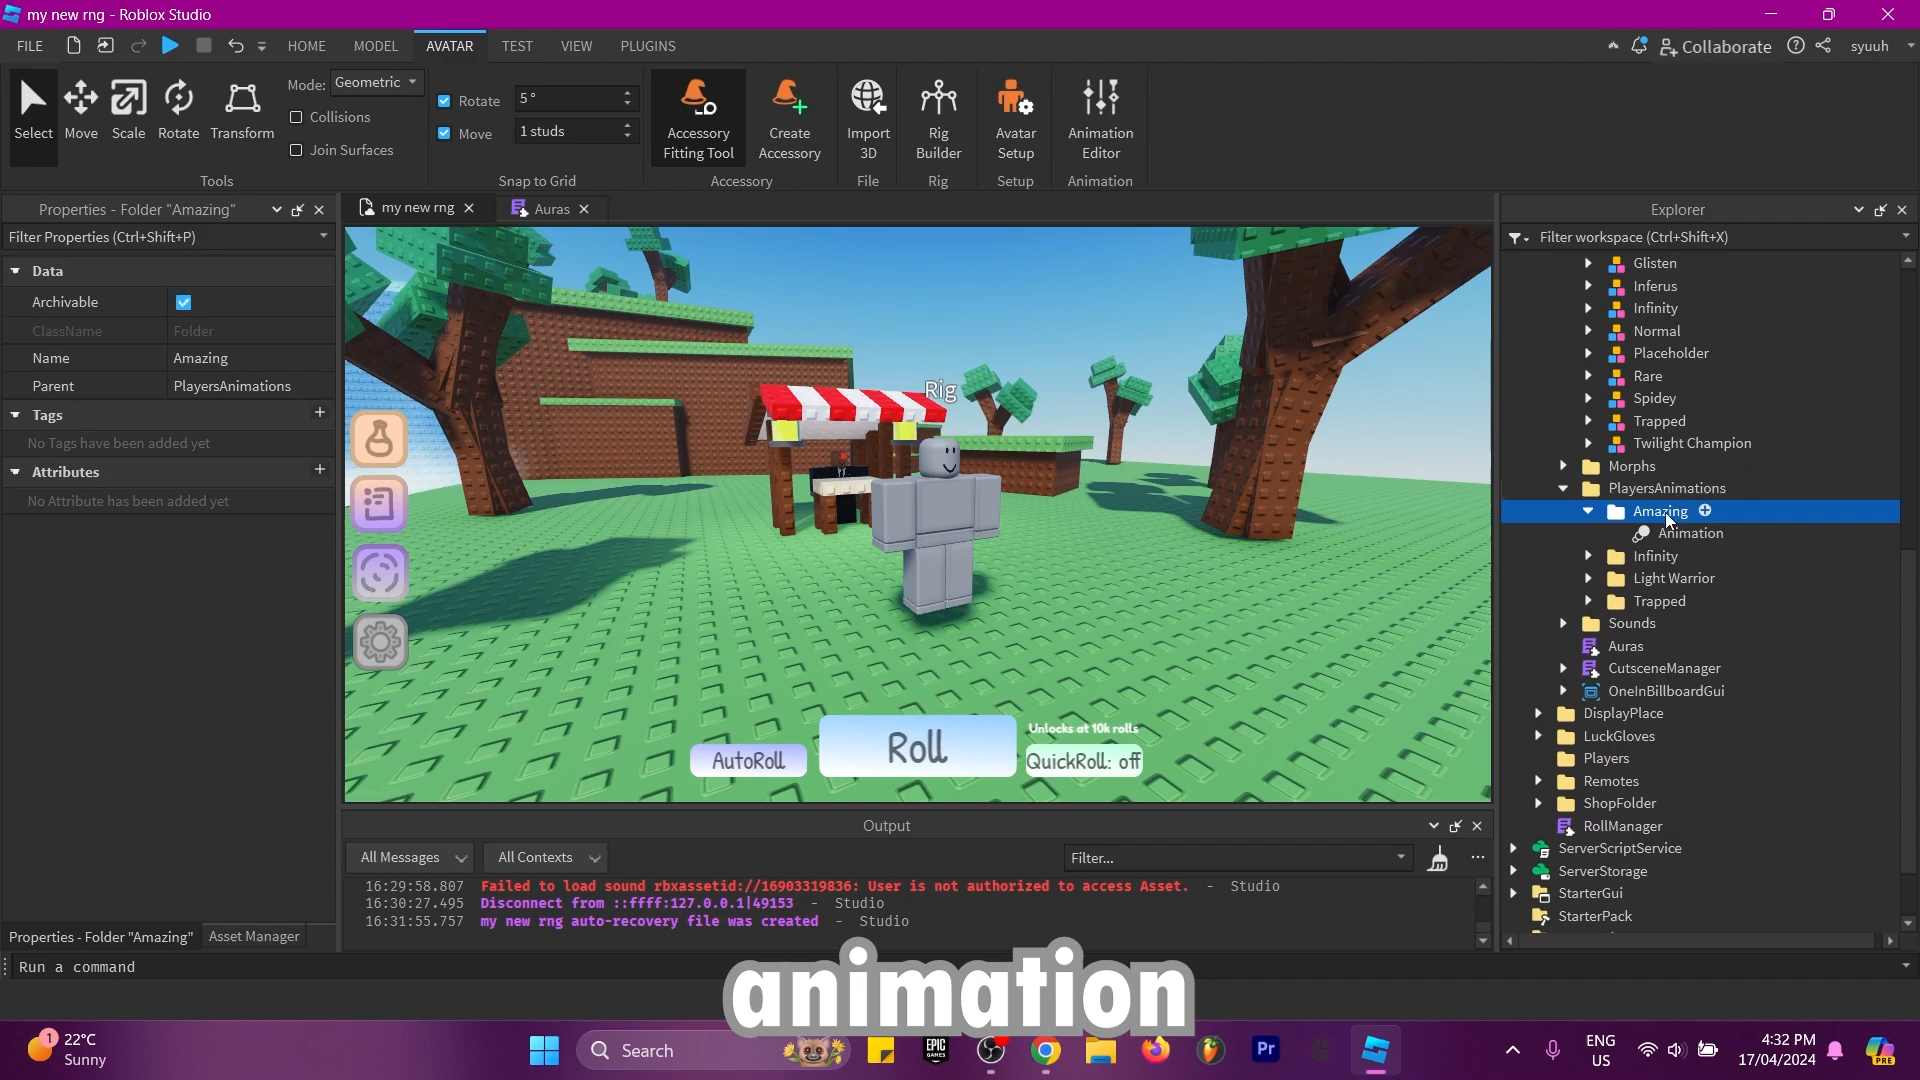 my new rng - Roblox Studio
FILE
HOME
MODEL
AVATAR
TEST
VIEW
PLUGINS
Collaborate
syuuh
Select
Move
Scale
Rotate
Transform
Mode: Geometric
Collisions
Join Surfaces
Tools
Rotate 5 °
Move 1 studs
Snap to Grid
Accessory Fitting Tool
Create Accessory
Accessory
Import 3D
File
Rig Builder
Rig
Avatar Setup
Setup
Animation Editor
Animation
Properties - Folder "Amazing"
Filter Properties (Ctrl+Shift+P)
Data
Archivable
ClassName Folder
Name Amazing
Parent PlayersAnimations
Tags
No Tags have been added yet
Attributes
No Attribute has been added yet
Properties - Folder "Amazing"
Asset Manager
my new rng
Auras
Rig
Unlocks at 10k rolls
AutoRoll
Roll
QuickRoll: off
Output
All Messages
All Contexts
Filter...
16:29:58.807 Failed to load sound rbxassetid://16903319836: User is not authorized to access Asset. - Studio
16:30:27.495 Disconnect from ::ffff:127.0.0.1|49153 - Studio
16:31:55.757 my new rng auto-recovery file was created - Studio
Explorer
Filter workspace (Ctrl+Shift+X)
Glisten
Inferus
Infinity
Normal
Placeholder
Rare
Spidey
Trapped
Twilight Champion
Morphs
PlayersAnimations
Amazing
Animation
Infinity
Light Warrior
Trapped
Sounds
Auras
CutsceneManager
OneInBillboardGui
DisplayPlace
LuckGloves
Players
Remotes
ShopFolder
RollManager
ServerScriptService
ServerStorage
StarterGui
StarterPack
Run a command
animation
1
22°C
Sunny
Search
EPIC GAMES
Pr
ENG
US
4:32 PM
17/04/2024
PRE